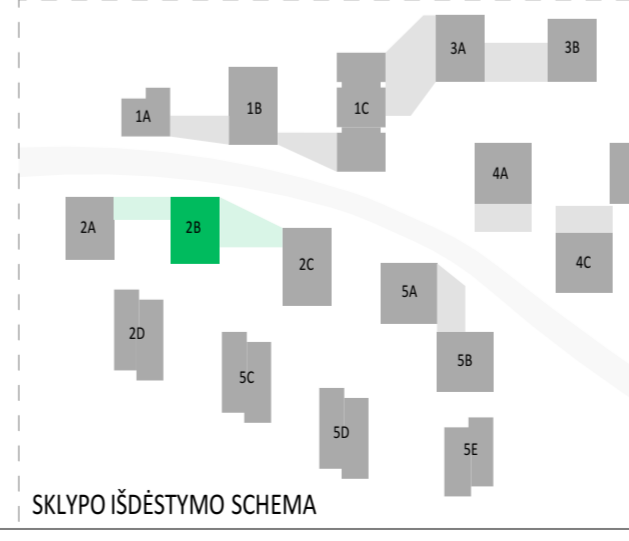 3A
3B
1A
1B
1C
4A
2A
2B
2C
4C
5A
2D
5B
5C
5D
5E
SKLYPO IŠDĖSTYMO SCHEMA